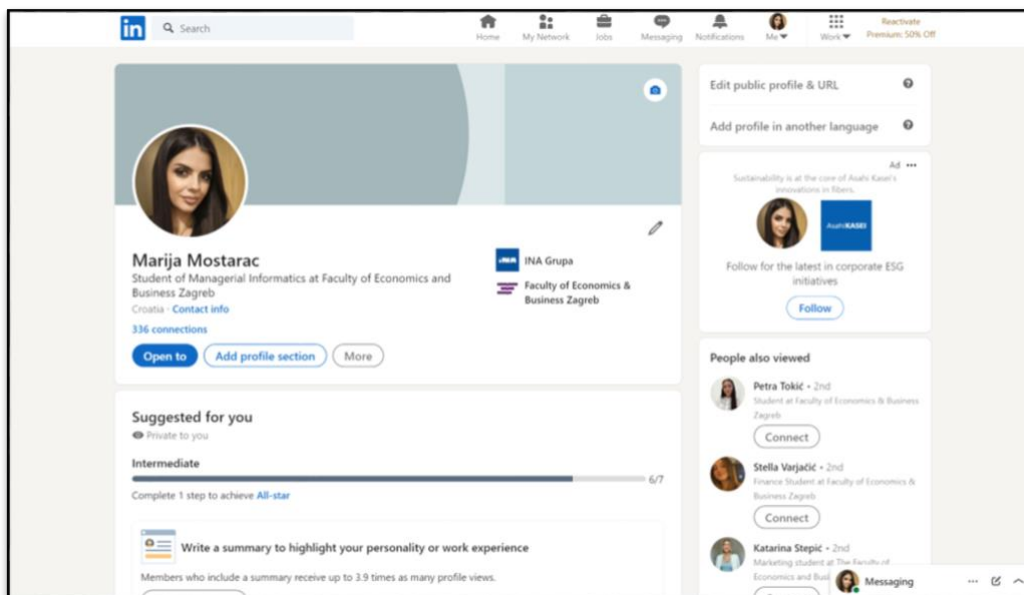 in
Search
Home
My Network
Jobs
Messaging
Notifications
Me
Work
Reactivate
Premium: 50% Off
Marija Mostarac
Student of Managerial Informatics at Faculty of Economics and
Business Zagreb
Croatia · Contact info
336 connections
Open to
Add profile section
More
INA
INA Grupa
Faculty of Economics &
Business Zagreb
Suggested for you
Private to you
Intermediate
6/7
Complete 1 step to achieve All-star
Write a summary to highlight your personality or work experience
Members who include a summary receive up to 3.9 times as many profile views.
Edit public profile & URL
Add profile in another language
Ad
Sustainability is at the core of Asahi Kasei's
innovations in fibers.
AsahiKASEI
Follow for the latest in corporate ESG
initiatives
Follow
People also viewed
Petra Tokić • 2nd
Student at Faculty of Economics & Business
Zagreb
Connect
Stella Varjačić • 2nd
Finance Student at Faculty of Economics &
Business Zagreb
Connect
Katarina Stepić • 2nd
Marketing student at The Faculty of
Economics and
Messaging